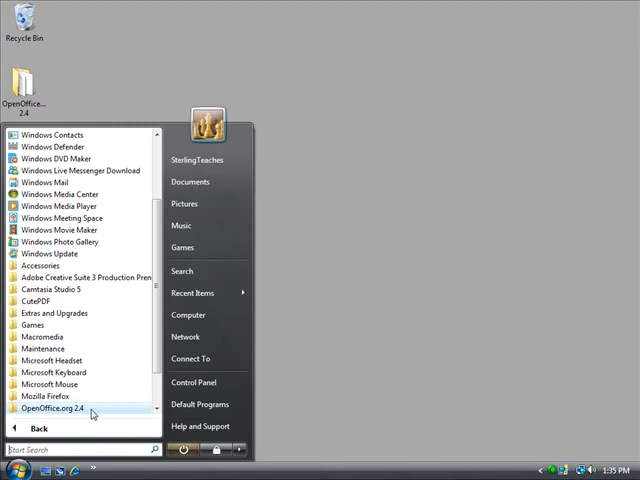 Recycle Bin
OpenOffice...
2.4
Windows Contacts
Windows Defender
Windows DVD Maker
Windows Live Messenger Download
Windows Mail
Windows Media Center
Windows Media Player
Windows Meeting Space
Windows Movie Maker
Windows Photo Gallery
Windows Update
Accessories
Adobe Creative Suite 3 Production Prem
Camtasia Studio 5
CutePDF
Extras and Upgrades
Games
Macromedia
Maintenance
Microsoft Headset
Microsoft Keyboard
Microsoft Mouse
Mozilla Firefox
OpenOffice.org 2.4
Back
Start Search
SterlingTeaches
Documents
Pictures
Music
Games
Search
Recent Items
Computer
Network
Connect To
Control Panel
Default Programs
Help and Support
1:35 PM